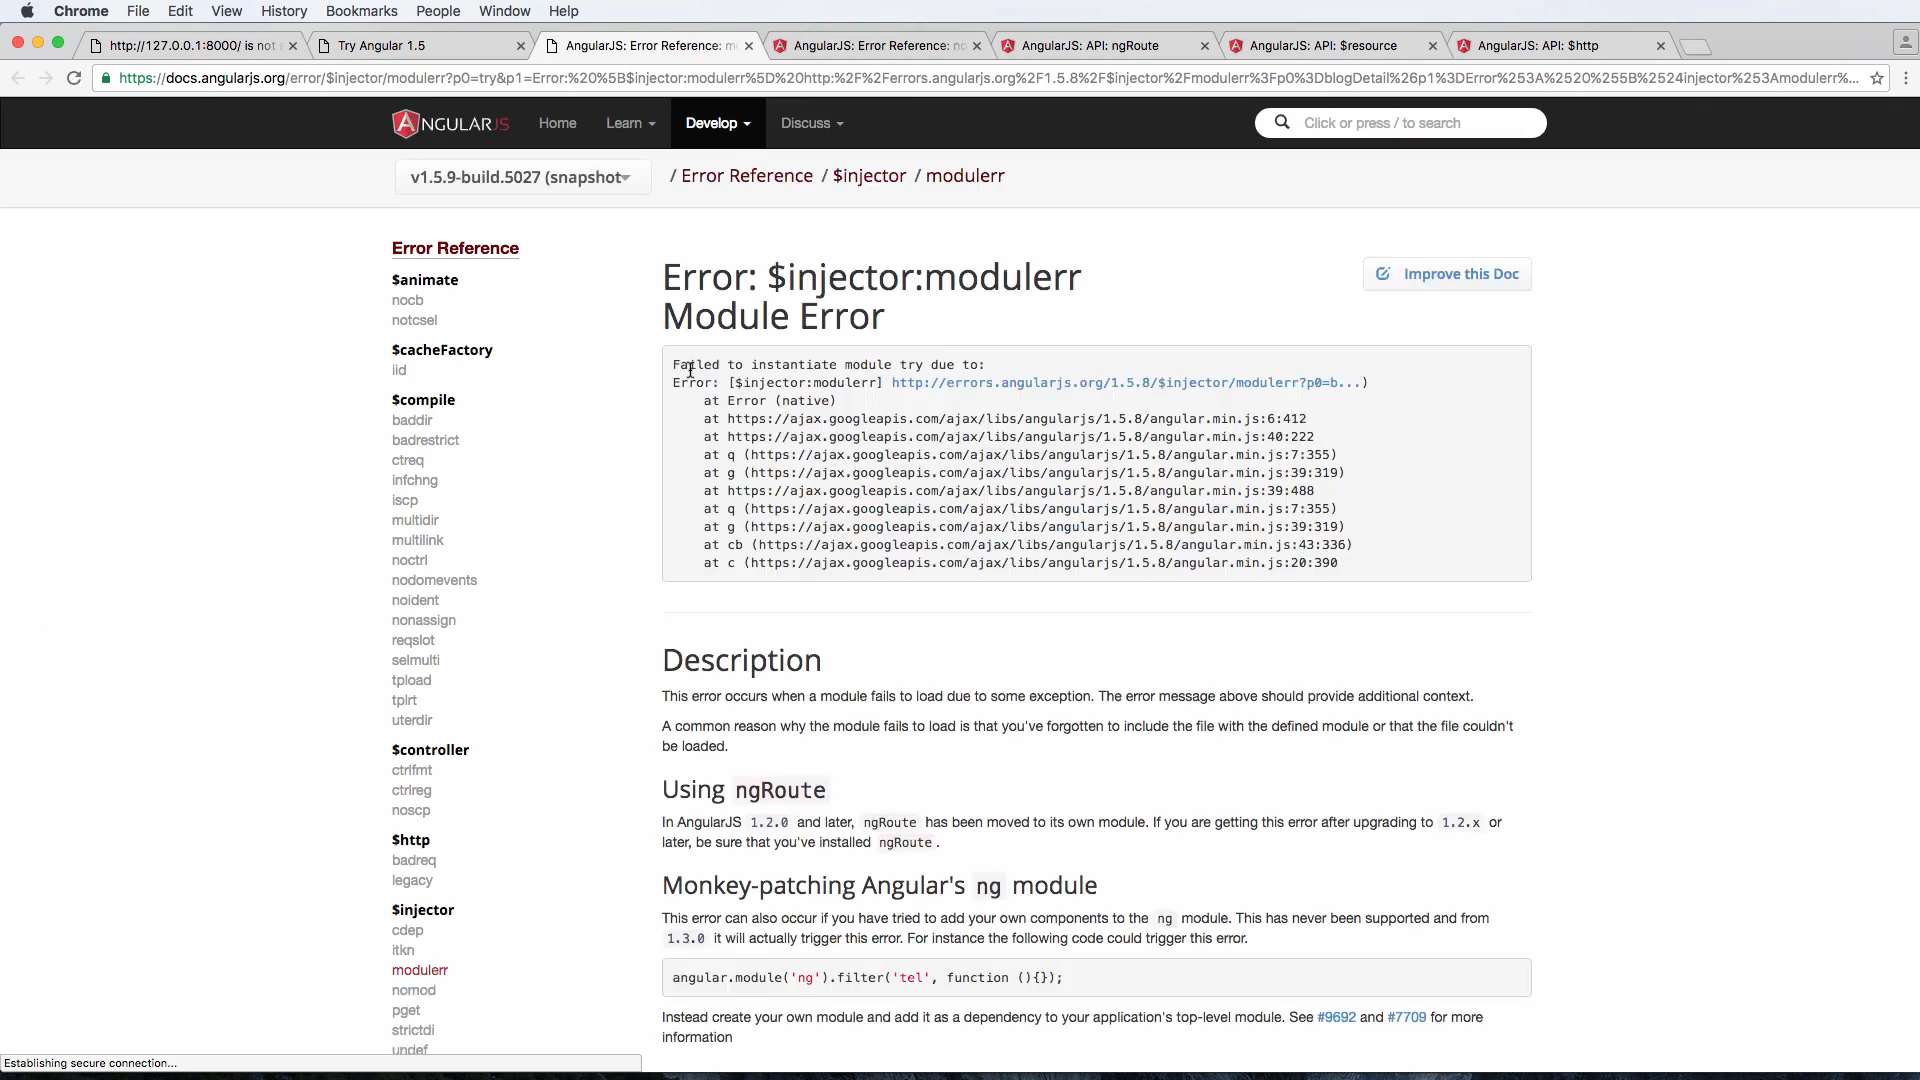 Chrome File Edit View History Bookmarks People Window Help
http://127.0.0.1:8000/ is not a
Try Angular 1.5
AngularJS: Error Reference: m
AngularJS: Error Reference: no
AngularJS: API: ngRoute
AngularJS: API: $resource
AngularJS: API: $http
https://docs.angularjs.org/error/$injector/modulerr?p0=try&p1=Error:%20%5B$injector:modulerr%5D%20http:%2F%2Ferrors.angularjs.org%2F1.5.8%2F$injector%2Fmodulerr%3Fp0%3DblogDetail%26p1%3DError%253A%2520%255B%2524injector%253Amodulerr%...
ANGULARJS Home Learn Develop Discuss Click or press / to search
v1.5.9-build.5027 (snapshot / Error Reference / $injector / modulerr
Error Reference
$animate
nocb
notcsel
$cacheFactory
iid
$compile
baddir
badrestrict
ctreq
infchng
iscp
multidir
multilink
noctrl
nodomevents
noident
nonassign
reqslot
selmulti
tpload
tplrt
uterdir
$controller
ctrlfmt
ctrlreg
noscp
$http
badreq
legacy
$injector
cdep
itkn
modulerr
nomod
pget
strictdi
undef
Error: $injector:modulerr
Module Error
Improve this Doc
Failed to instantiate module try due to:
Error: [$injector:modulerr] http://errors.angularjs.org/1.5.8/$injector/modulerr?p0=b...)
at Error (native)
at https://ajax.googleapis.com/ajax/libs/angularjs/1.5.8/angular.min.js:6:412
at https://ajax.googleapis.com/ajax/libs/angularjs/1.5.8/angular.min.js:40:222
at q (https://ajax.googleapis.com/ajax/libs/angularjs/1.5.8/angular.min.js:7:355)
at g (https://ajax.googleapis.com/ajax/libs/angularjs/1.5.8/angular.min.js:39:319)
at https://ajax.googleapis.com/ajax/libs/angularjs/1.5.8/angular.min.js:39:488
at q (https://ajax.googleapis.com/ajax/libs/angularjs/1.5.8/angular.min.js:7:355)
at g (https://ajax.googleapis.com/ajax/libs/angularjs/1.5.8/angular.min.js:39:319)
at cb (https://ajax.googleapis.com/ajax/libs/angularjs/1.5.8/angular.min.js:43:336)
at c (https://ajax.googleapis.com/ajax/libs/angularjs/1.5.8/angular.min.js:20:390
Description
This error occurs when a module fails to load due to some exception. The error message above should provide additional context.
A common reason why the module fails to load is that you've forgotten to include the file with the defined module or that the file couldn't
be loaded.
Using ngRoute
In AngularJS 1.2.0 and later, ngRoute has been moved to its own module. If you are getting this error after upgrading to 1.2.x or
later, be sure that you've installed ngRoute.
Monkey-patching Angular's ng module
This error can also occur if you have tried to add your own components to the ng module. This has never been supported and from
1.3.0 it will actually trigger this error. For instance the following code could trigger this error.
angular.module('ng').filter('tel', function (){});
Instead create your own module and add it as a dependency to your application's top-level module. See #9692 and #7709 for more
information
Establishing secure connection...